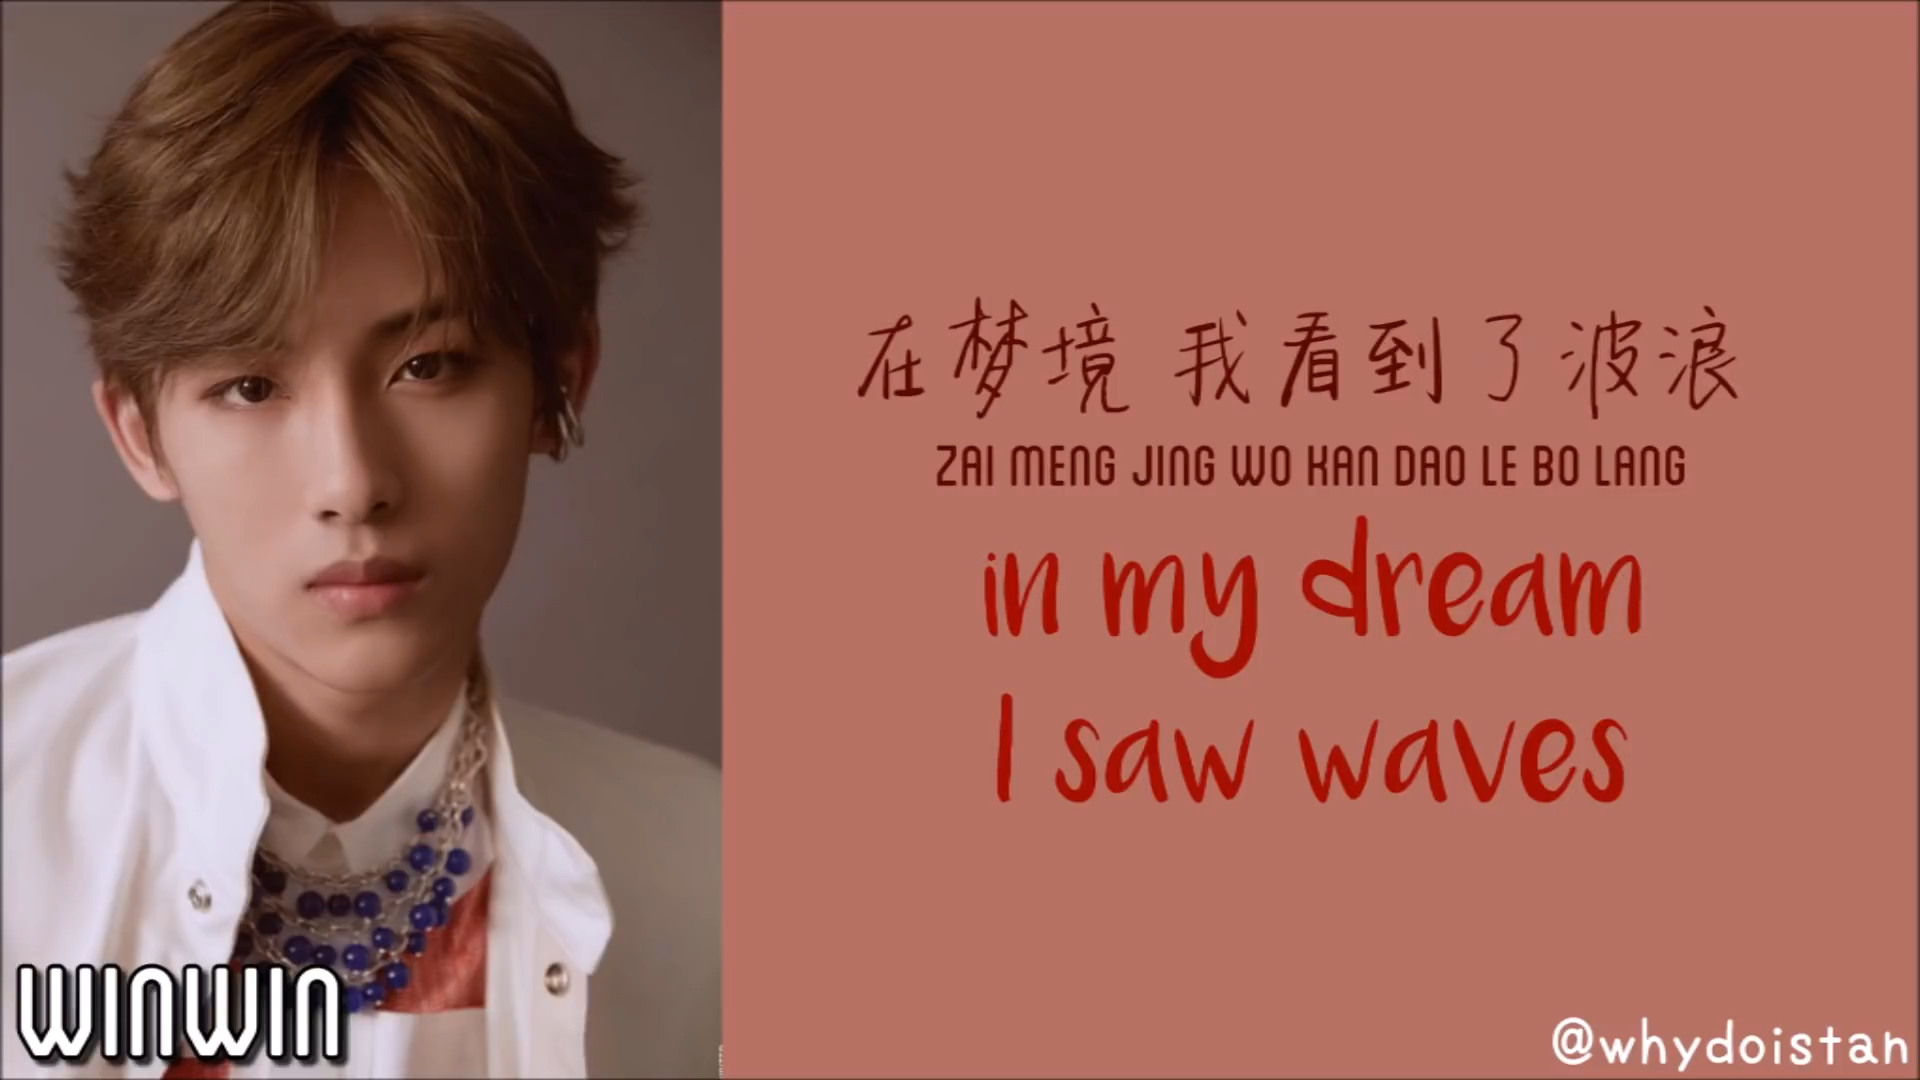 在梦境 我看到了波浪
ZAI MENG JING WO KAN DAO LE BO LANG
in my dream
I saw waves
WINWIN
@whydoistan